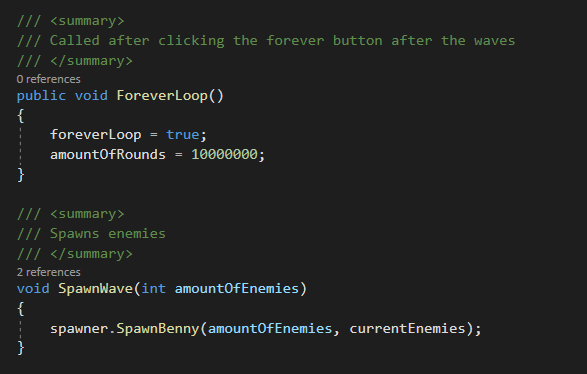 /// <summary>
/// Called after clicking the forever button after the waves
/// </summary>
0 references
public void ForeverLoop()
{
foreverLoop = true;
amountOfRounds = 10000000;
}
/// <summary>
/// Spawns enemies
/// </summary>
2 references
void SpawnWave(int amountOfEnemies)
{
spawner.SpawnBenny(amountOfEnemies, currentEnemies);
}